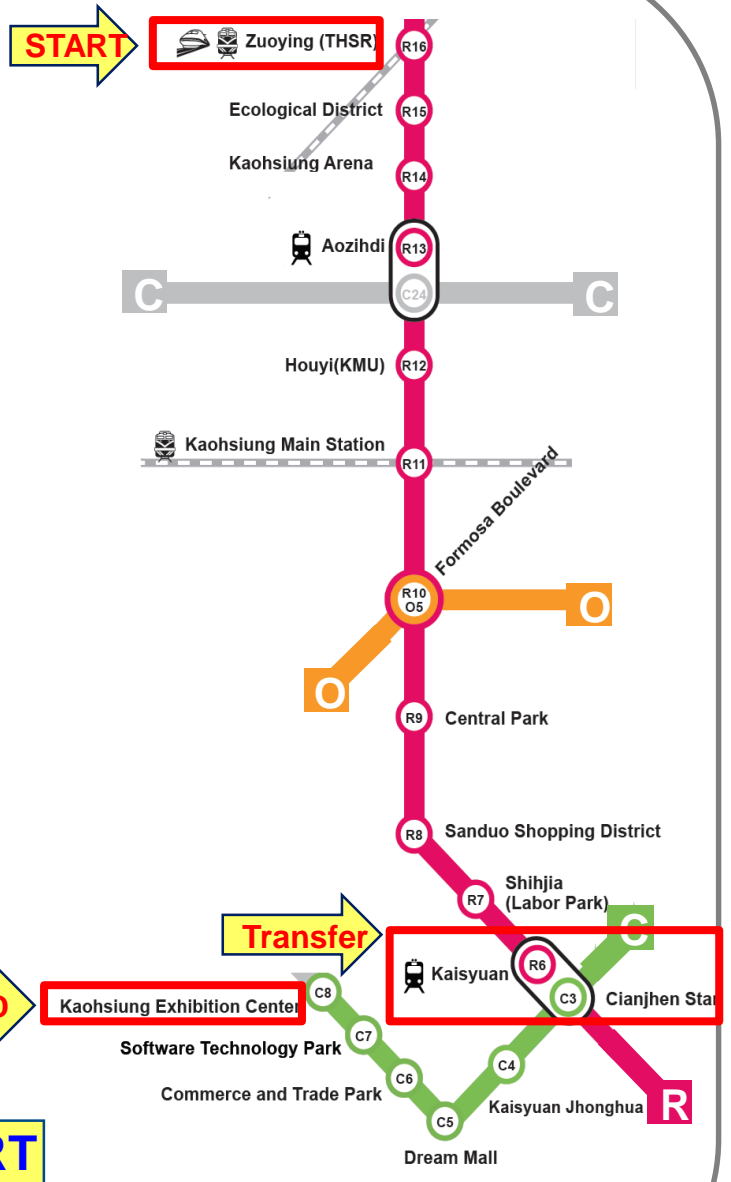 START
Zuoying (THSR)
R16
Ecological District
R15
Kaohsiung Arena
R14
Aozihdi
R13
C
C24
C
Houyi(KMU)
R12
Kaohsiung Main Station
R11
Formosa Boulevard
R10
O5
O
O
R9
Central Park
R8
Sanduo Shopping District
R7
Shihjia
(Labor Park)
C
Transfer
Kaisyuan
R6
C3
Cianjhen Star
C8
Kaohsiung Exhibition Center
C7
Software Technology Park
C6
Commerce and Trade Park
C4
Kaisyuan Jhonghua
R
C5
Dream Mall
RT